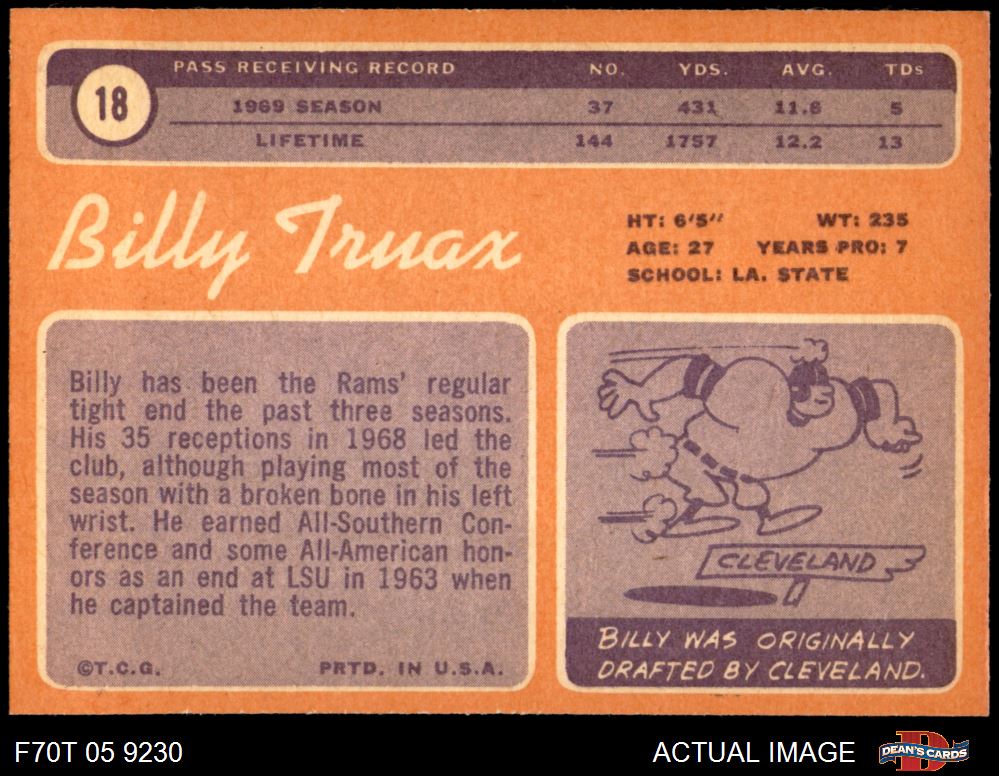 18
PASS RECEIVING RECORD NO. YDS. AVG. TDs
1969 SEASON 37 431 11.6 5
LIFETIME 144 1757 12.2 13
Billy Truax
HT: 6'5" WT: 235
AGE: 27 YEARS PRO: 7
SCHOOL: LA. STATE
Billy has been the Rams' regular
tight end the past three seasons.
His 35 receptions in 1968 led the
club, although playing most of the
season with a broken bone in his left
wrist. He earned All-Southern Con-
ference and some All-American hon-
ors as an end at LSU in 1963 when
he captained the team.
©T.C.G. PRTD. IN U.S.A.
CLEVELAND
BILLY WAS ORIGINALLY
DRAFTED BY CLEVELAND.
F70T 05 9230 ACTUAL IMAGE DEAN'S CARDS